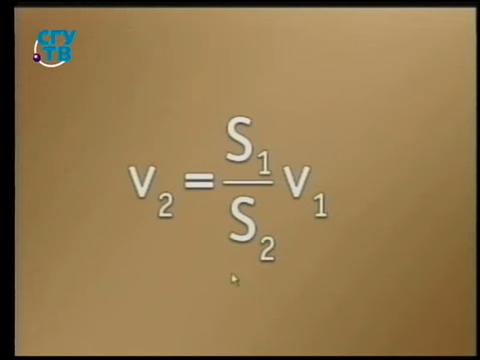 СГУ
ТВ
v₂ = S₁/S₂ v₁